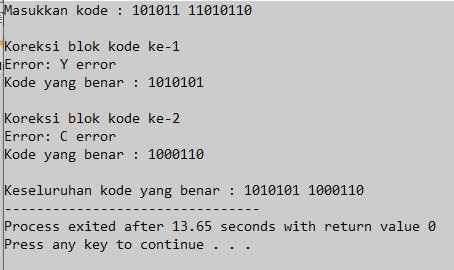 Masukkan kode : 101011 11010110
Koreksi blok kode ke-1
Error: Y error
Kode yang benar : 1010101
Koreksi blok kode ke-2
Error: C error
Kode yang benar : 1000110
Keseluruhan kode yang benar : 1010101 1000110
--------------------------------
Process exited after 13.65 seconds with return value 0
Press any key to continue . . .